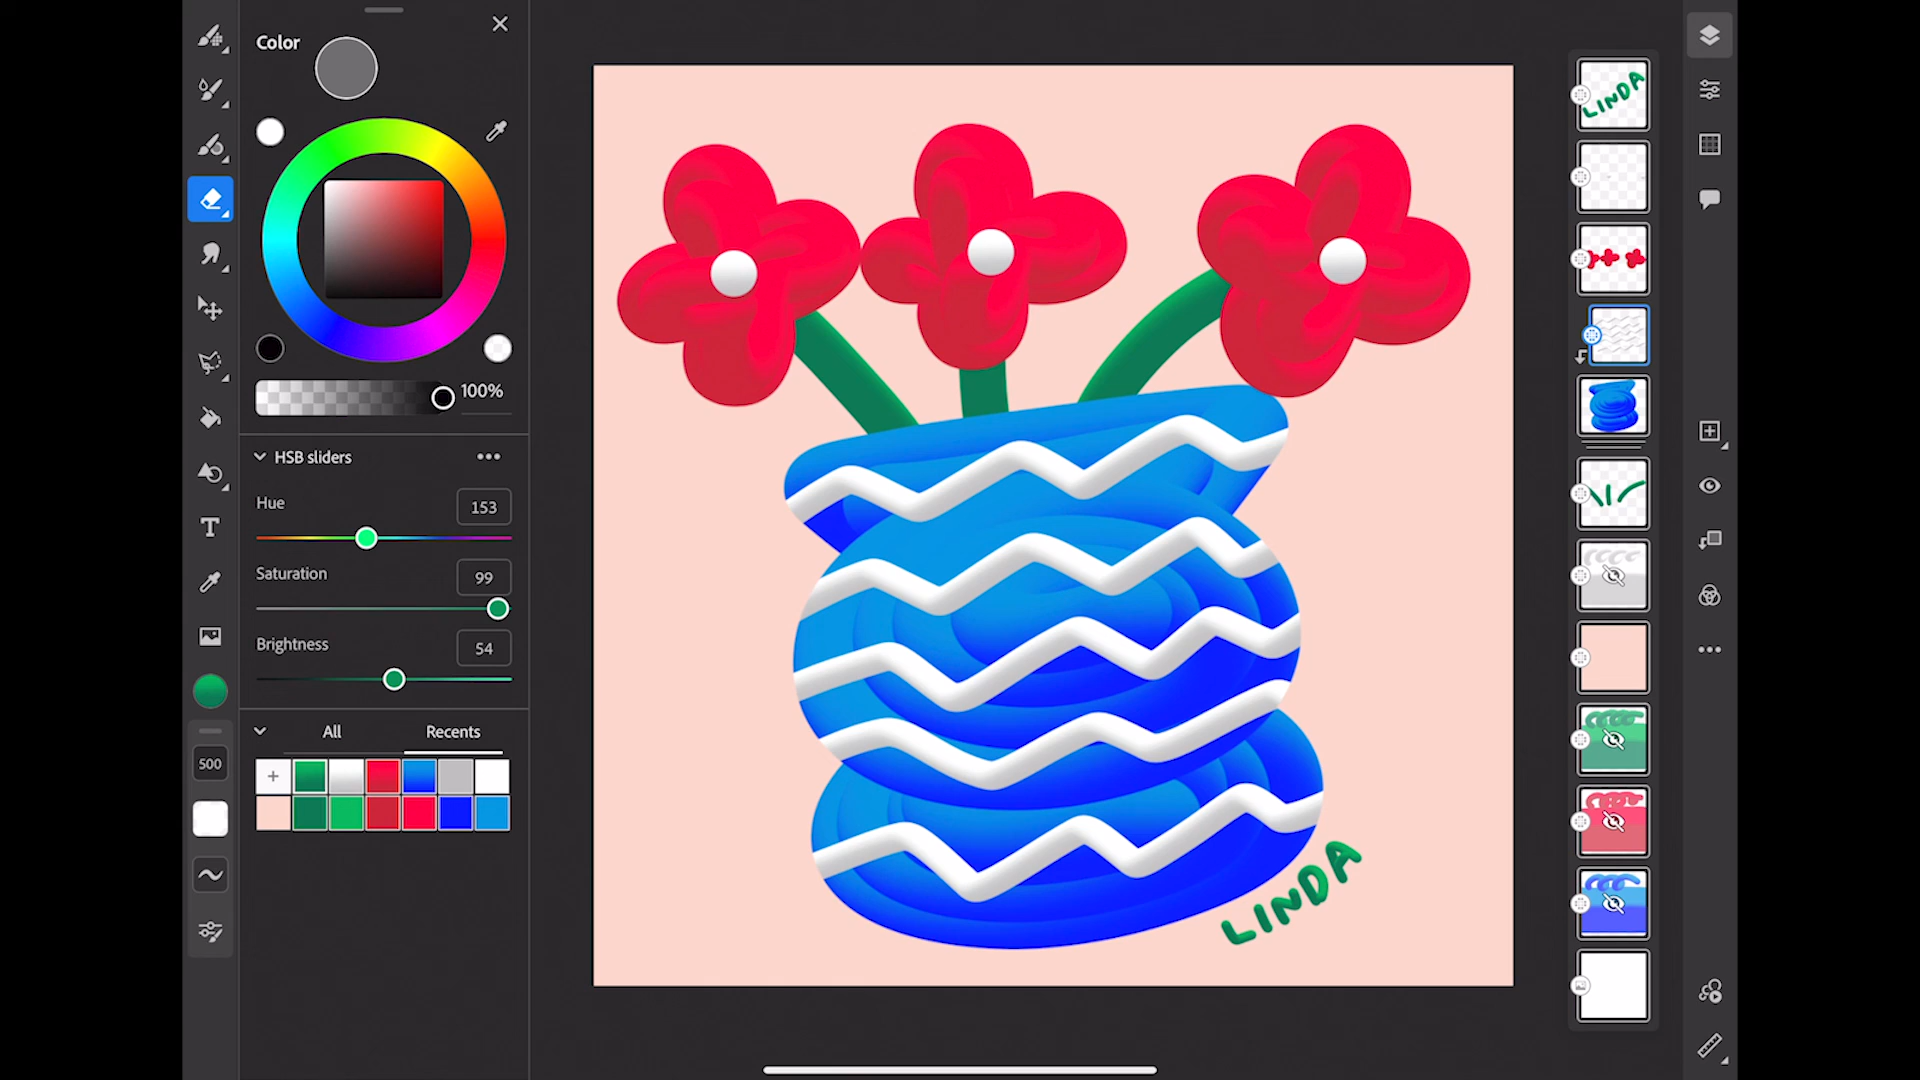 Color
100%
HSB sliders
Hue
153
Saturation
99
Brightness
54
All
Recents
500
T
LINDA
LINDA